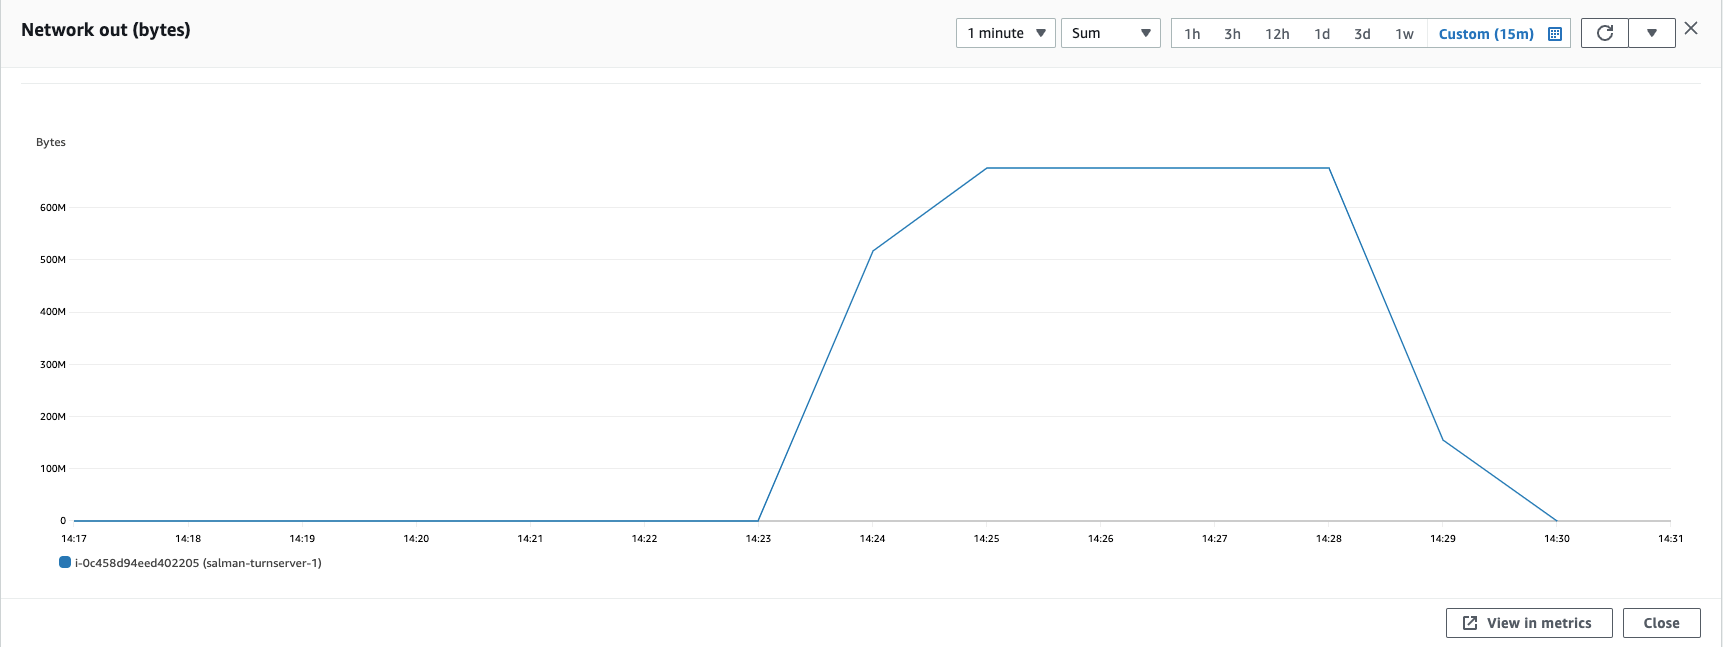 Network out (bytes)
1 minute Sum 1h 3h 12h 1d 3d 1w Custom (15m)
Bytes
600M
500M
400M
300M
200M
100M
0
14:17 14:18 14:19 14:20 14:21 14:22 14:23 14:24 14:25 14:26 14:27 14:28 14:29 14:30 14:31
i-0c458d94eed402205 (salman-turnserver-1)
View in metrics Close